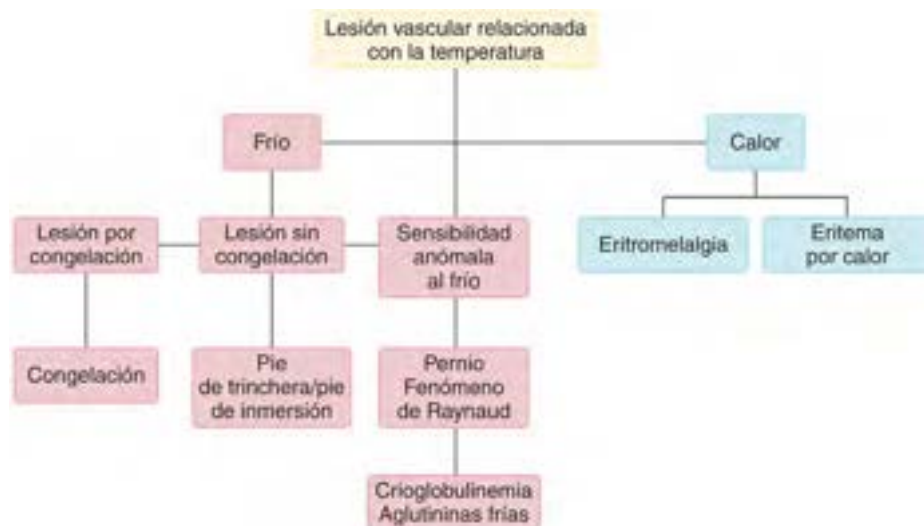 Lesión vascular relacionada
con la temperatura
Frío
Calor
Lesión por
congelación
Lesión sin
congelación
Sensibilidad
anómala
al frío
Eritromelalgia
Eritema
por calor
Congelación
Pie
de trinchera/pie
de inmersión
Pernio
Fenómeno
de Raynaud
Crioglobulinemia
Aglutininas frías